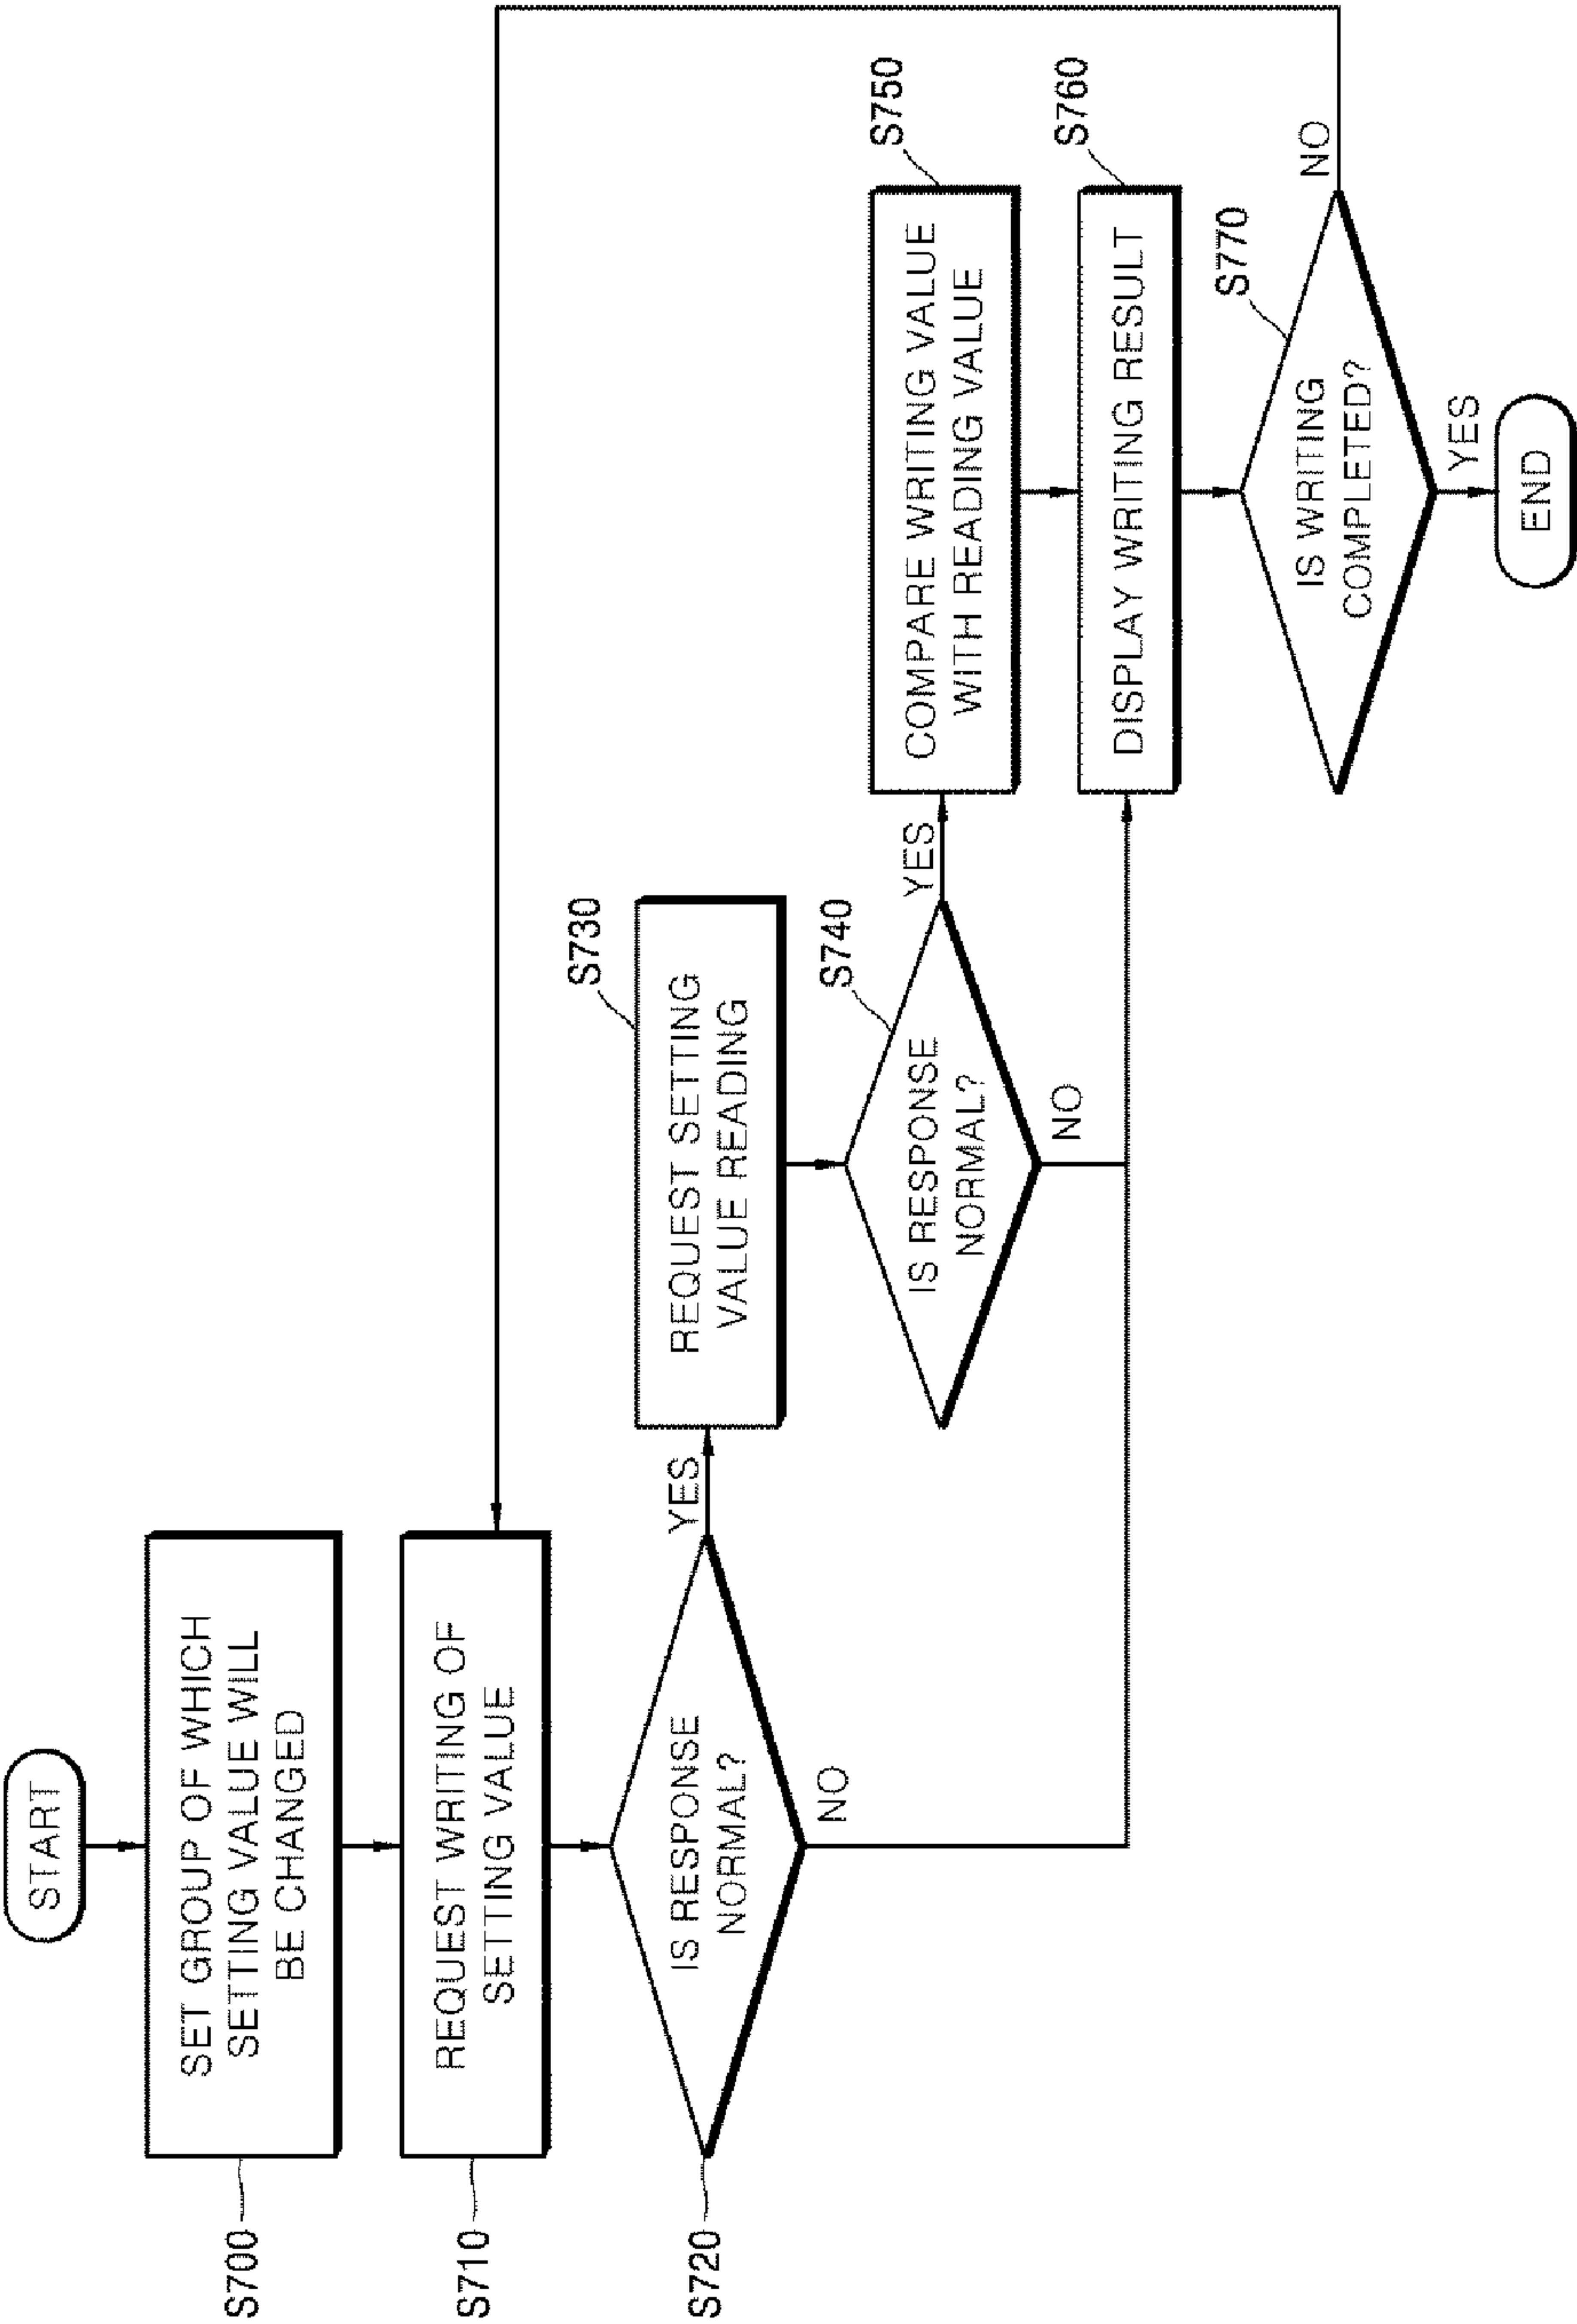 START
S700
SET GROUP OF WHICH
SETTING VALUE WILL
BE CHANGED
S710
REQUEST WRITING OF
SETTING VALUE
S720
IS RESPONSE
NORMAL?
YES
NO
S730
REQUEST SETTING
VALUE READING
S740
IS RESPONSE
NORMAL?
YES
NO
S750
COMPARE WRITING VALUE
WITH READING VALUE
S760
DISPLAY WRITING RESULT
S770
IS WRITING
COMPLETED?
NO
YES
END